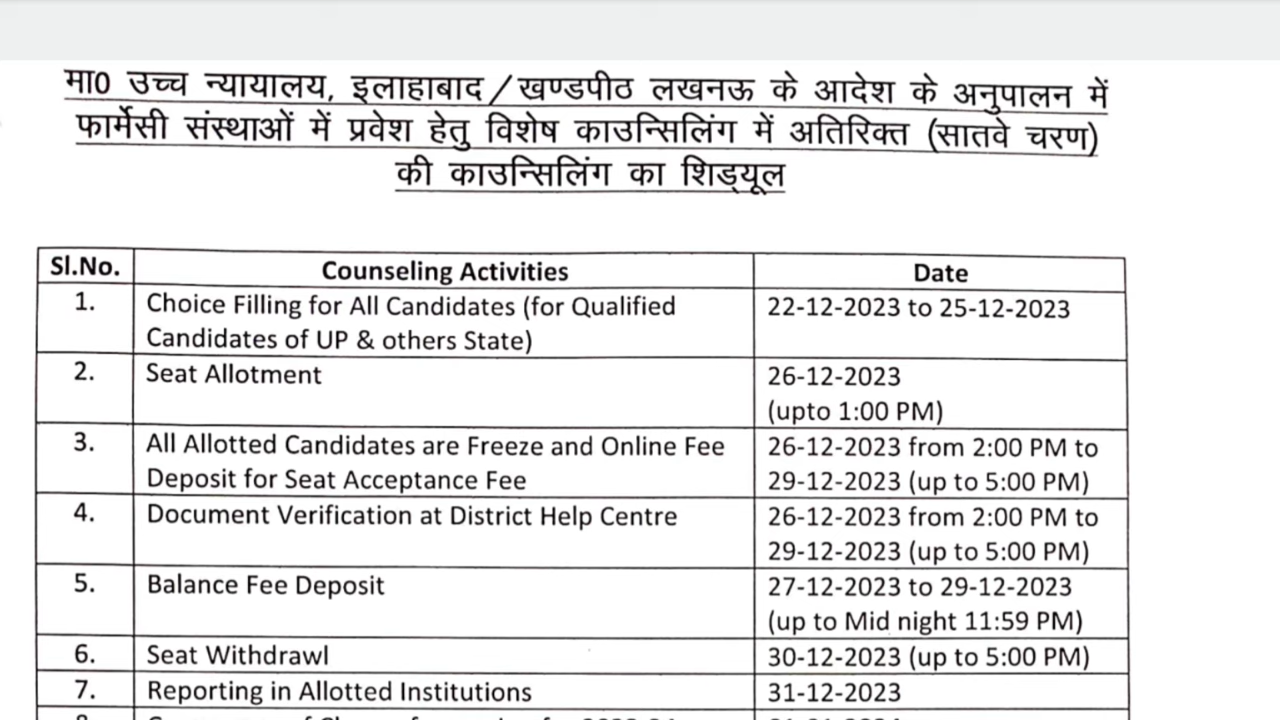 मा0 उच्च न्यायालय, इलाहाबाद/खण्डपीठ लखनऊ के आदेश के अनुपालन में
फार्मेसी संस्थाओं में प्रवेश हेतु विशेष काउन्सिलिंग में अतिरिक्त (सातवे चरण)
की काउन्सिलिंग का शिड्यूल
Sl.No. Counseling Activities Date
1. Choice Filling for All Candidates (for Qualified 22-12-2023 to 25-12-2023
Candidates of UP & others State)
2. Seat Allotment 26-12-2023
(upto 1:00 PM)
3. All Allotted Candidates are Freeze and Online Fee 26-12-2023 from 2:00 PM to
Deposit for Seat Acceptance Fee 29-12-2023 (up to 5:00 PM)
4. Document Verification at District Help Centre 26-12-2023 from 2:00 PM to
29-12-2023 (up to 5:00 PM)
5. Balance Fee Deposit 27-12-2023 to 29-12-2023
(up to Mid night 11:59 PM)
6. Seat Withdrawl 30-12-2023 (up to 5:00 PM)
7. Reporting in Allotted Institutions 31-12-2023